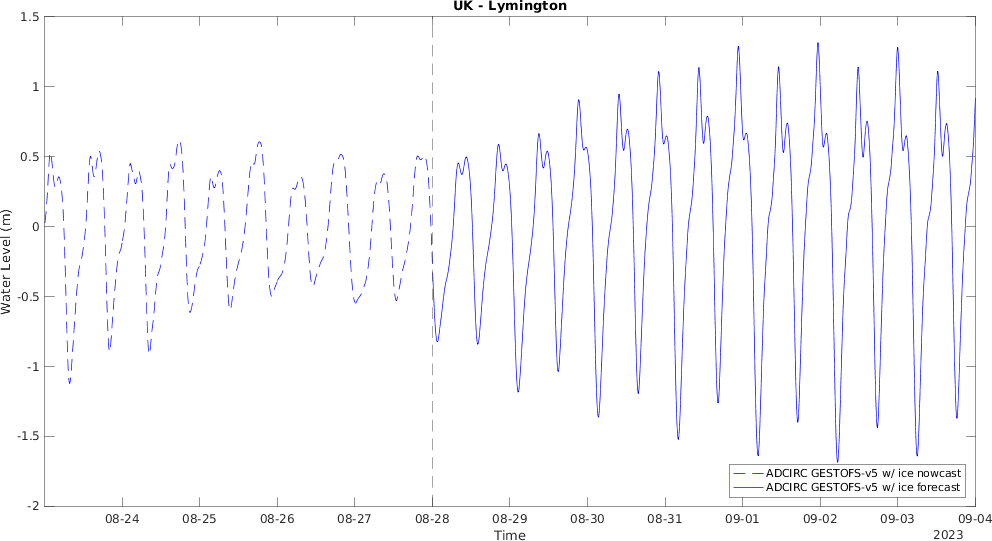 UK - Lymington
1.5
1
0.5
0
-0.5
-1
-1.5
-2
Water Level (m)
ADCIRC GESTOFS-v5 w/ ice nowcast
ADCIRC GESTOFS-v5 w/ ice forecast
08-24 08-25 08-26 08-27 08-28 08-29 08-30 08-31 09-01 09-02 09-03 09-04
Time
2023